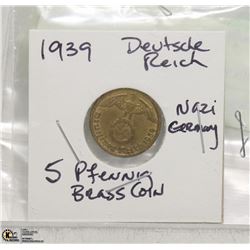 1939 Deutsche
Reich
Nazi
Germany
5 Pfennig
Brass Coin